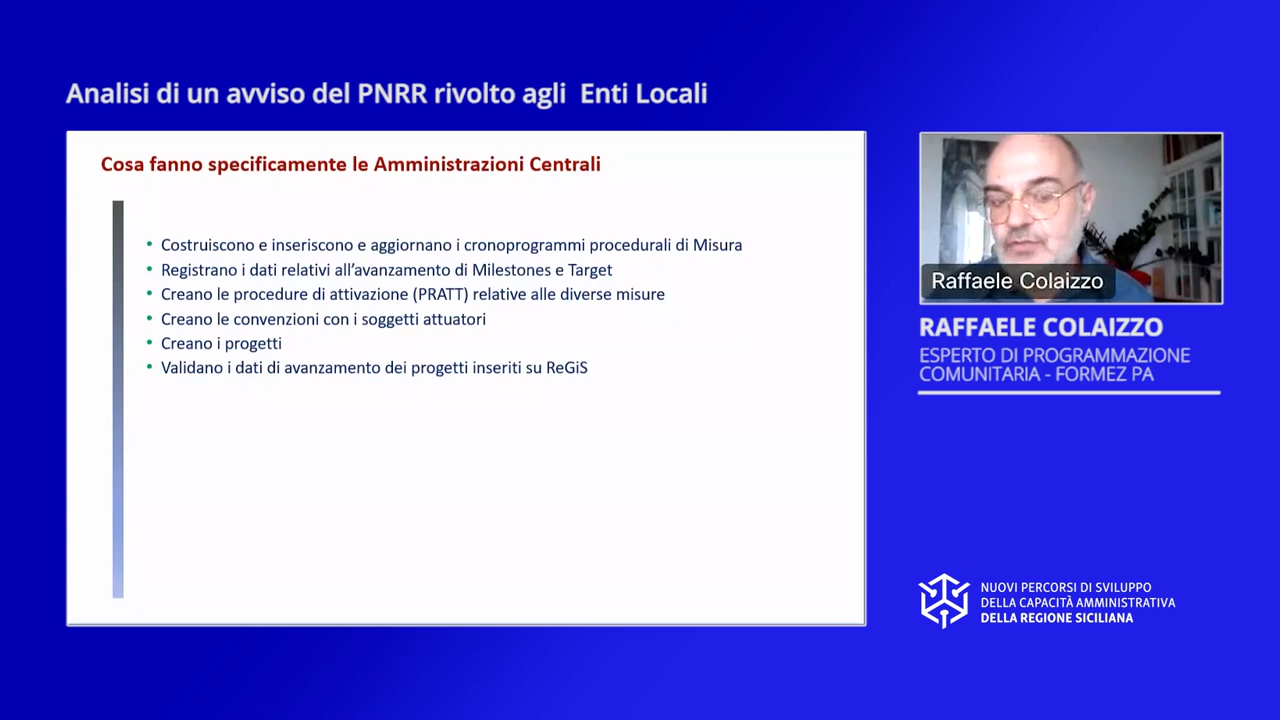 Analisi di un avviso del PNRR rivolto agli Enti Locali
Cosa fanno specificamente le Amministrazioni Centrali
• Costruiscono e inseriscono e aggiornano i cronoprogrammi procedurali di Misura
• Registrano i dati relativi all’avanzamento di Milestones e Target
• Creano le procedure di attivazione (PRATT) relative alle diverse misure
• Creano le convenzioni con i soggetti attuatori
• Creano i progetti
• Validano i dati di avanzamento dei progetti inseriti su ReGiS
Raffaele Colaizzo
RAFFAELE COLAIZZO
ESPERTO DI PROGRAMMAZIONE
COMUNITARIA - FORMEZ PA
NUOVI PERCORSI DI SVILUPPO
DELLA CAPACITÀ AMMINISTRATIVA
DELLA REGIONE SICILIANA